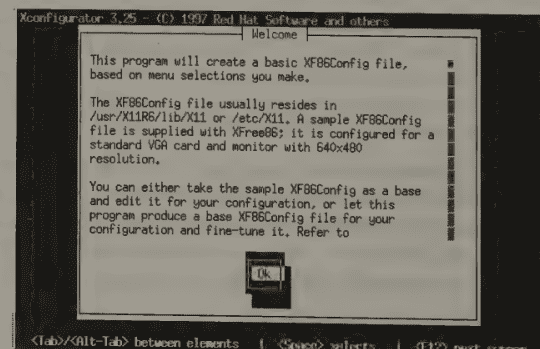 Xconfigurator 3.25 - (C) 1997 Red Hat Software and others
Welcome
This program will create a basic XF86Config file,
based on menu selections you make.
The XF86Config file usually resides in
/usr/X11R6/lib/X11 or /etc/X11. A sample XF86Config
file is supplied with XFree86; it is configured for a
standard VGA card and monitor with 640x480
resolution.
You can either take the sample XF86Config as a base
and edit it for your configuration, or let this
program produce a base XF86Config file for your
configuration and fine-tune it. Refer to
Ok
<Tab>/<Alt-Tab> between elements | <Space> selects | <F12> next screen